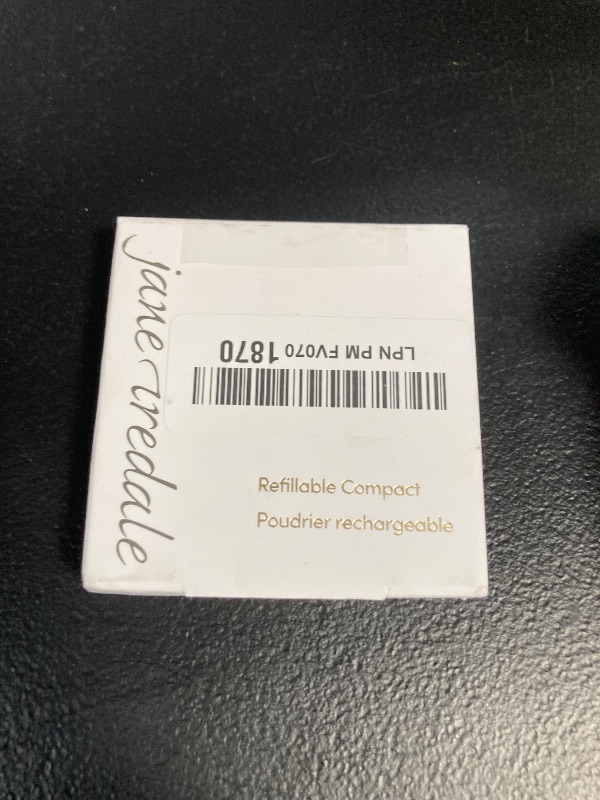 jane iredale
LPN PM FV070 1870
Refillable Compact
Poudrier rechargeable